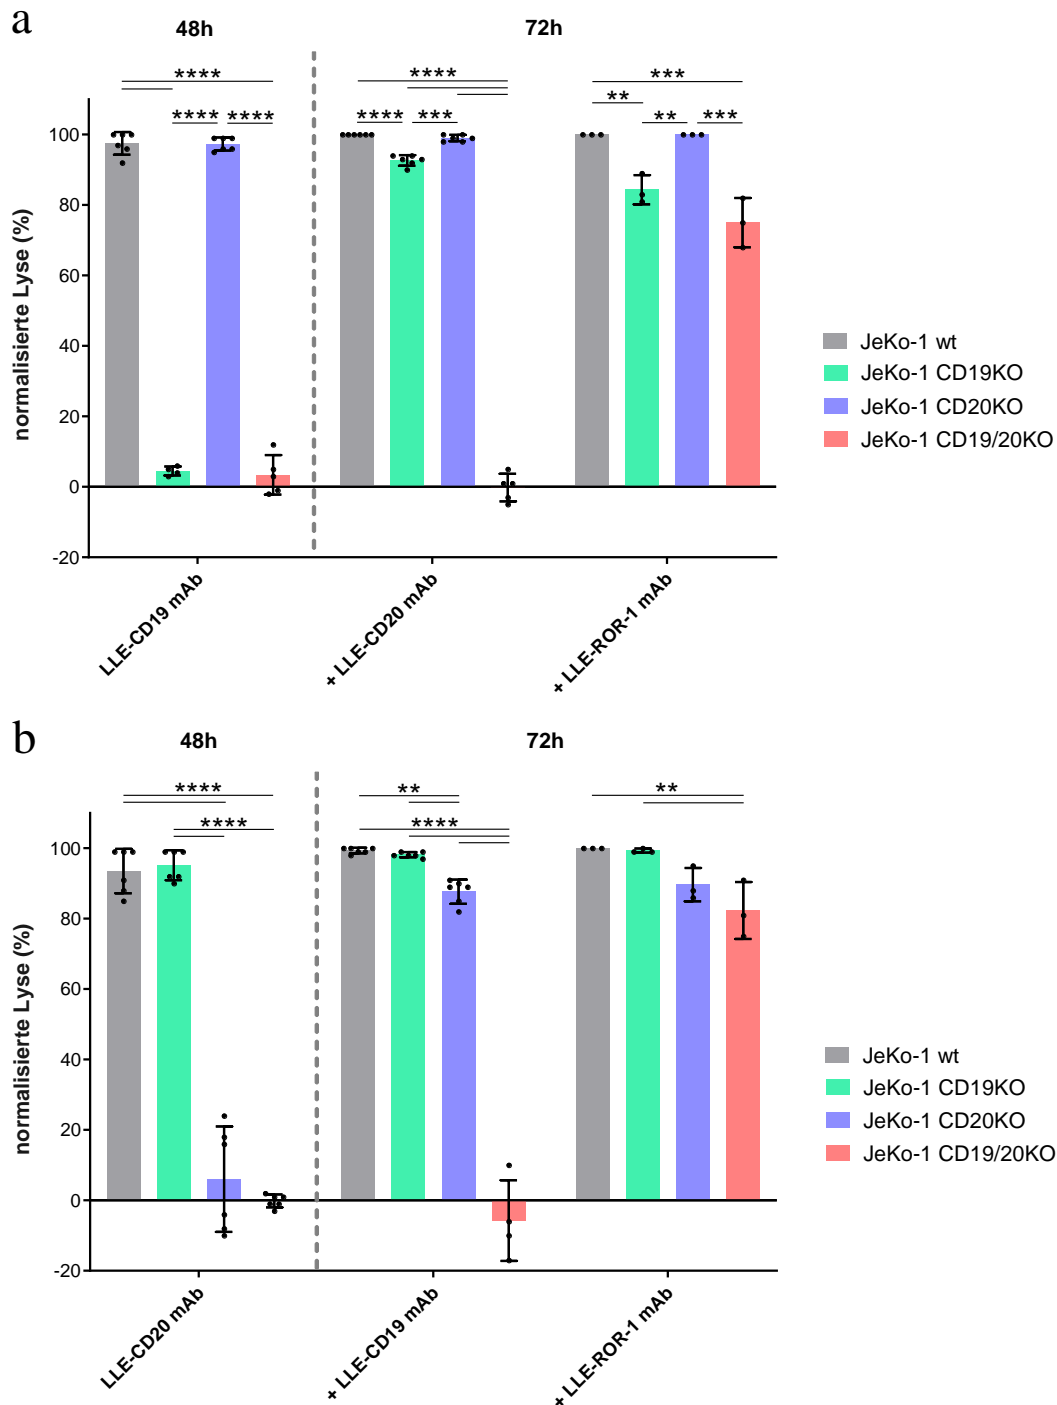 a
48h
72h
**** **** ***
**** **** **** *** ** ** ***
100
80
60
40
20
0
-20
normalisierte Lyse (%)
LLE-CD19 mAb
+ LLE-CD20 mAb
+ LLE-ROR-1 mAb
JeKo-1 wt
JeKo-1 CD19KO
JeKo-1 CD20KO
JeKo-1 CD19/20KO
b
48h
72h
**** ** **
**** ****
100
80
60
40
20
0
-20
normalisierte Lyse (%)
LLE-CD20 mAb
+ LLE-CD19 mAb
+ LLE-ROR-1 mAb
JeKo-1 wt
JeKo-1 CD19KO
JeKo-1 CD20KO
JeKo-1 CD19/20KO